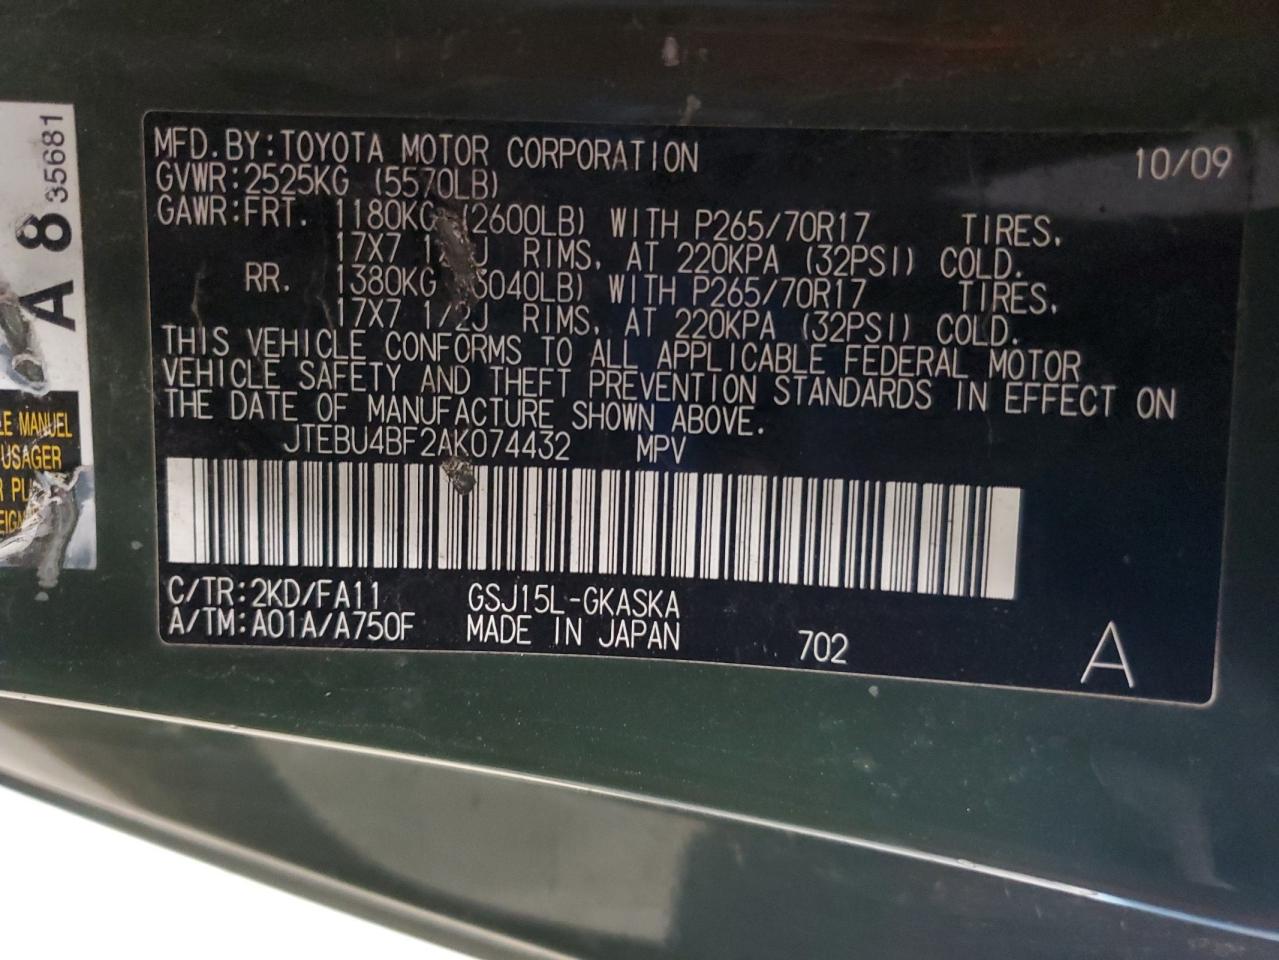 MFD.BY:TOYOTA MOTOR CORPORATION 10/09
GVWR:2525KG (5570LB)
GAWR:FRT. 1180KG (2600LB) WITH P265/70R17 TIRES,
17X7 RIMS, AT 220KPA (32PSI) COLD.
RR. 1380KG WITH P265/70R17 TIRES,
17X7 1/2J RIMS, AT 220KPA (32PSI) COLD.
THIS VEHICLE CONFORMS TO ALL APPLICABLE FEDERAL MOTOR
VEHICLE SAFETY AND THEFT PREVENTION STANDARDS IN EFFECT ON
THE DATE OF MANUFACTURE SHOWN ABOVE.
JTEBU4BF2AK074432 MPV
C/TR:2KD/FA11 GSJ15L-GKASKA
A/TM:A01A/A750F MADE IN JAPAN 702 A
A 8 35681
LE MANUEL
USAGER